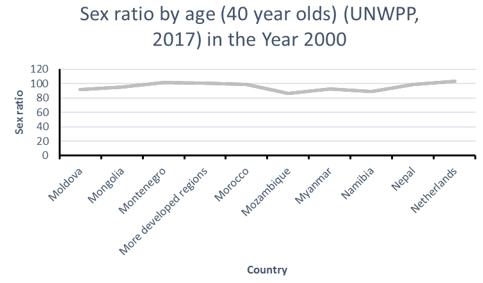 Sex ratio by age (40 year olds) (UNWPP,
2017) in the Year 2000
120
100
80
60
40
20
0
Sex ratio
Moldova
Mongolia
Montenegro
More developed regions
Morocco
Mozambique
Myanmar
Namibia
Nepal
Netherlands
Country